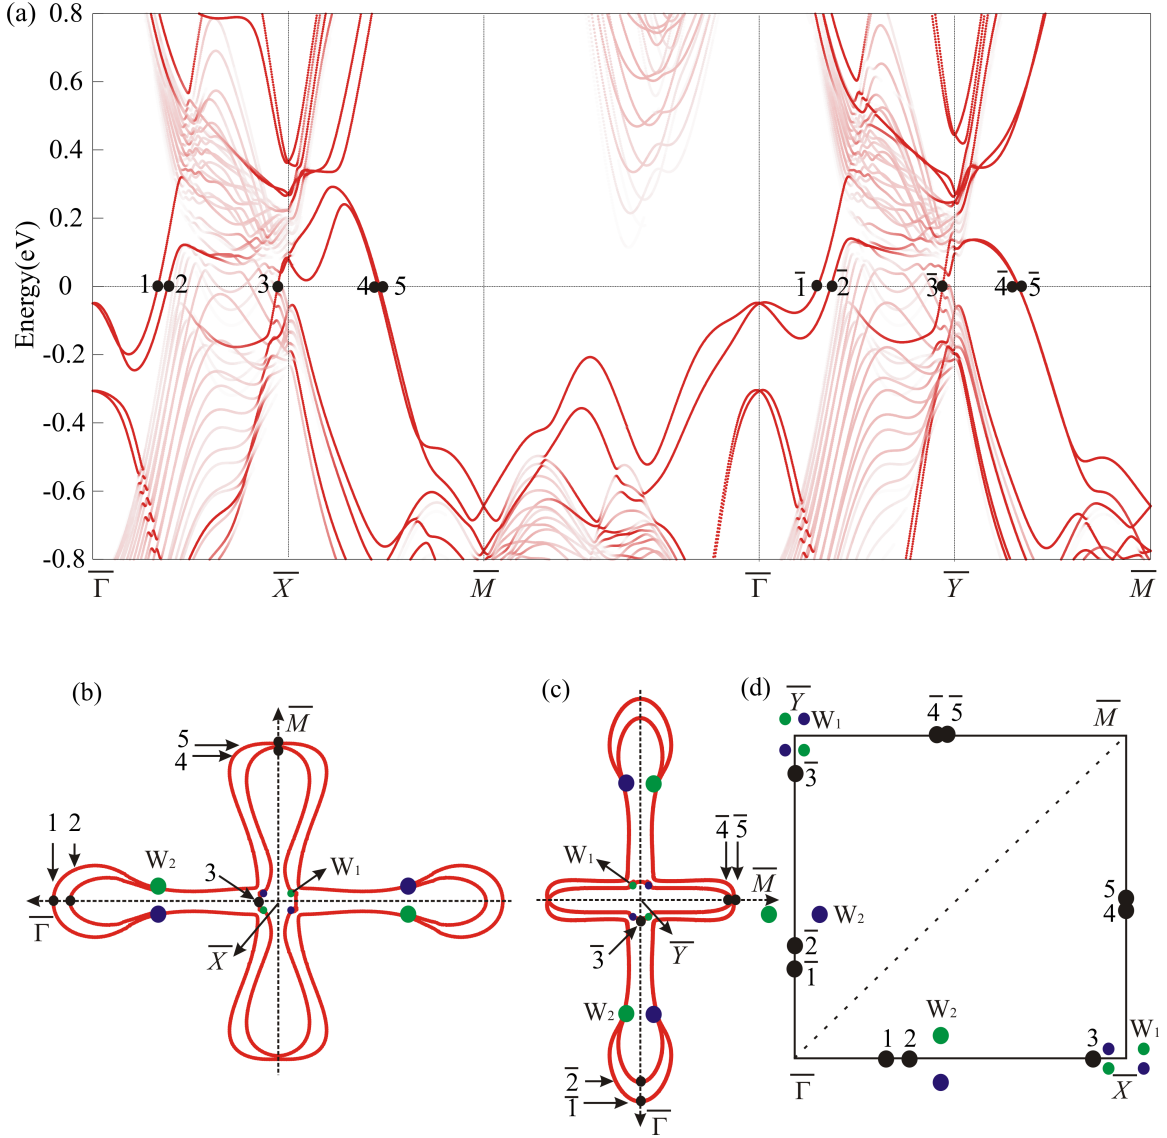 (a)
0.8
0.6
0.4
0.2
0
-0.2
-0.4
-0.6
-0.8
Energy(eV)
1 2 3 4 5 1̅ 2̅ 3̅ 4̅ 5̅
Γ̅ X̅ M̅ Γ̅ Y̅ M̅
(b)
M̅
5
4
1 2
W₂
3
W₁
Γ̅
X̅
(c)
W₁
4̅ 5̅
M̅
3̅
Y̅
W₂
2̅
1̅
Γ̅
(d)
Y̅
W₁
4̅ 5̅
M̅
3̅
W₂
2̅
1̅
5
4
1 2
W₂
3
W₁
Γ̅
X̅